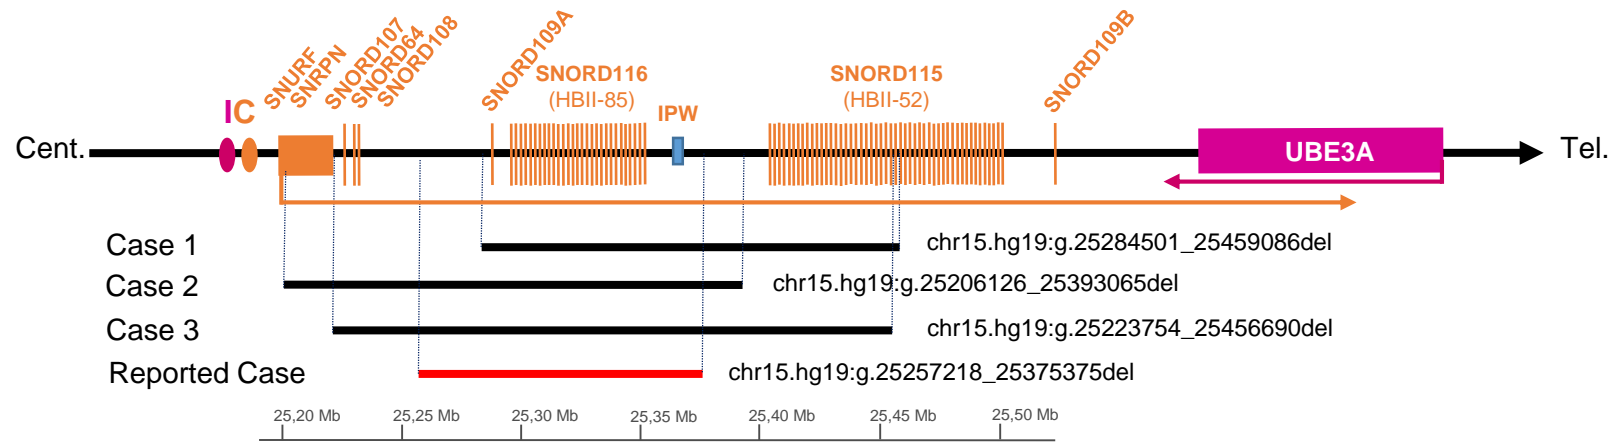 SNURF
SNRPN
SNORD107
SNORD64
SNORD108
SNORD109A
SNORD116
(HBII-85)
IPW
SNORD115
(HBII-52)
SNORD109B
IC
Cent.
UBE3A
Tel.
Case 1
chr15.hg19:g.25284501_25459086del
Case 2
chr15.hg19:g.25206126_25393065del
Case 3
chr15.hg19:g.25223754_25456690del
Reported Case
chr15.hg19:g.25257218_25375375del
25,20 Mb 25,25 Mb 25,30 Mb 25,35 Mb 25,40 Mb 25,45 Mb 25,50 Mb